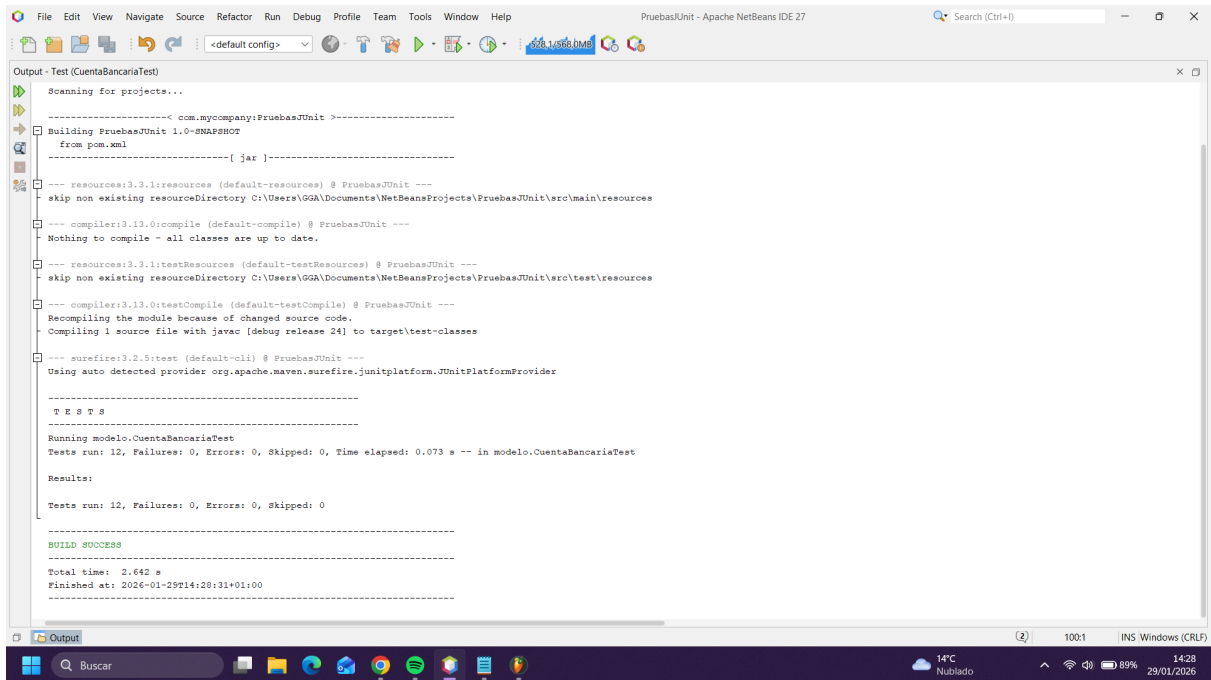 File Edit View Navigate Source Refactor Run Debug Profile Team Tools Window Help PruebasJUnit - Apache NetBeans IDE 27 Search (Ctrl+I)
<default config> 528,1/568,0MB
Output - Test (CuentaBancariaTest)
Scanning for projects...
---------------------< com.mycompany:PruebasJUnit >---------------------
Building PruebasJUnit 1.0-SNAPSHOT
from pom.xml
--------------------------------[ jar ]---------------------------------
--- resources:3.3.1:resources (default-resources) @ PruebasJUnit ---
skip non existing resourceDirectory C:\Users\GGA\Documents\NetBeansProjects\PruebasJUnit\src\main\resources
--- compiler:3.13.0:compile (default-compile) @ PruebasJUnit ---
Nothing to compile - all classes are up to date.
--- resources:3.3.1:testResources (default-testResources) @ PruebasJUnit ---
skip non existing resourceDirectory C:\Users\GGA\Documents\NetBeansProjects\PruebasJUnit\src\test\resources
--- compiler:3.13.0:testCompile (default-testCompile) @ PruebasJUnit ---
Recompiling the module because of changed source code.
Compiling 1 source file with javac [debug release 24] to target\test-classes
--- surefire:3.2.5:test (default-cli) @ PruebasJUnit ---
Using auto detected provider org.apache.maven.surefire.junitplatform.JUnitPlatformProvider
-------------------------------------------------------
T E S T S
-------------------------------------------------------
Running modelo.CuentaBancariaTest
Tests run: 12, Failures: 0, Errors: 0, Skipped: 0, Time elapsed: 0.073 s -- in modelo.CuentaBancariaTest
Results:
Tests run: 12, Failures: 0, Errors: 0, Skipped: 0
------------------------------------------------------------------------
BUILD SUCCESS
------------------------------------------------------------------------
Total time: 2.642 s
Finished at: 2026-01-29T14:28:31+01:00
------------------------------------------------------------------------
Output 2 100:1 INS Windows (CRLF)
Buscar 14°C 89% 14:28
Nublado 29/01/2026